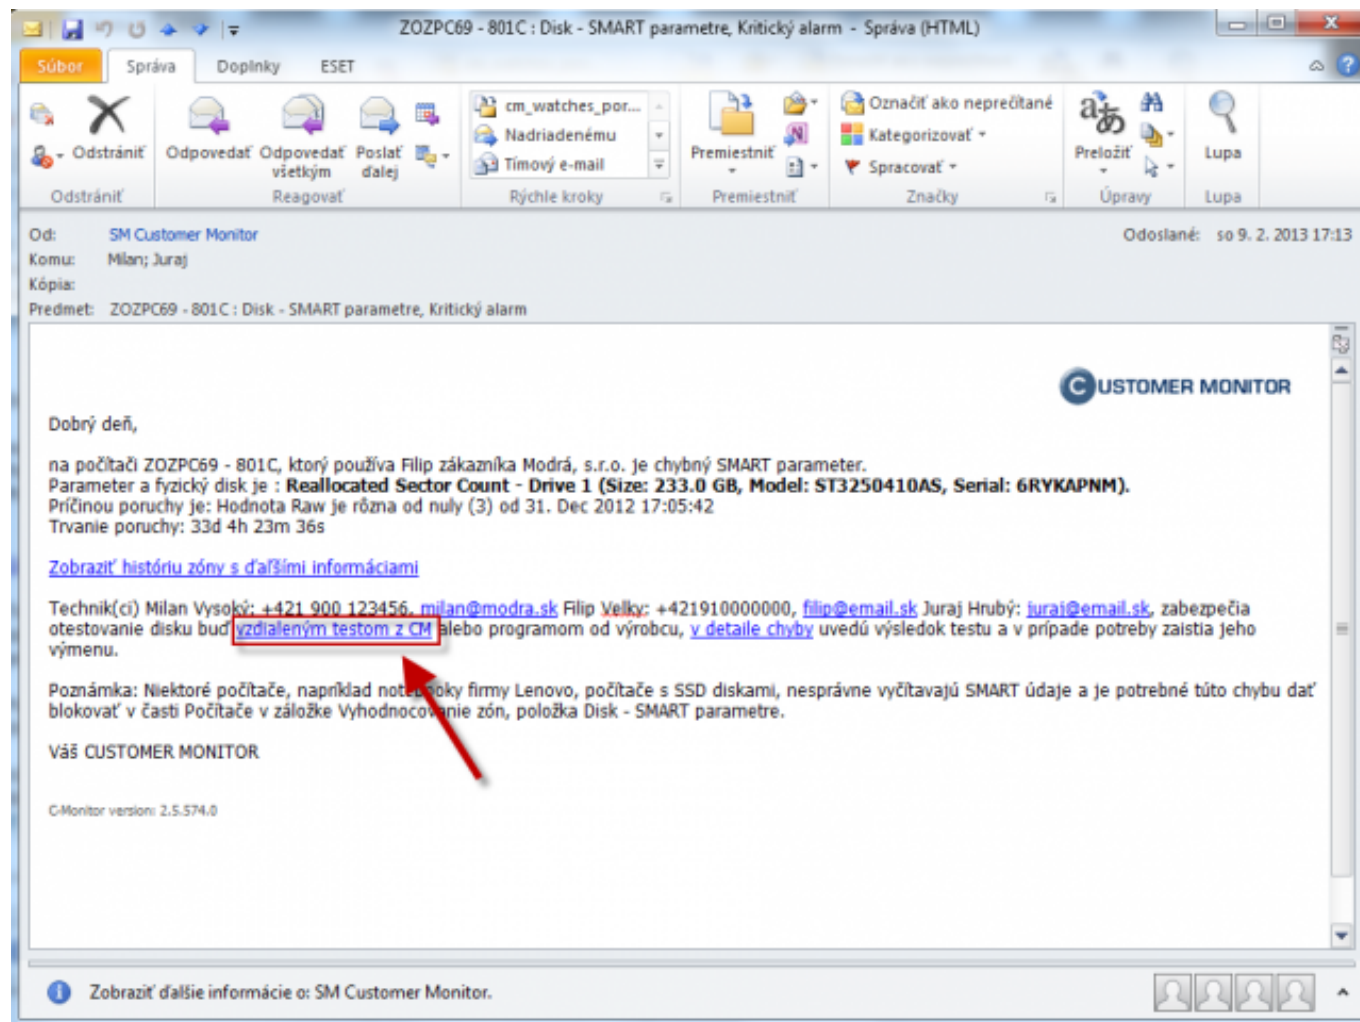 ZOZPC69 - 801C : Disk - SMART parametre, Kritický alarm - Správa (HTML)
Súbor Správa Doplnky ESET
Odstrániť
Odpovedať Odpovedať všetkým Poslať ďalej
cm_watches_por...
Nadriadenému
Tímový e-mail
Premiestniť
Označiť ako neprečítané
Kategorizovať
Spracovať
Preložiť
Lupa
Odstrániť Reagovať Rýchle kroky Premiestniť Značky Úpravy Lupa
Od: SM Customer Monitor Odoslané: so 9. 2. 2013 17:13
Komu: Milan; Juraj
Kópia:
Predmet: ZOZPC69 - 801C : Disk - SMART parametre, Kritický alarm
CUSTOMER MONITOR
Dobrý deň,
na počítači ZOZPC69 - 801C, ktorý používa Filip zákazníka Modrá, s.r.o. je chybný SMART parameter.
Parameter a fyzický disk je : Reallocated Sector Count - Drive 1 (Size: 233.0 GB, Model: ST3250410AS, Serial: 6RYKAPNM).
Príčinou poruchy je: Hodnota Raw je rôzna od nuly (3) od 31. Dec 2012 17:05:42
Trvanie poruchy: 33d 4h 23m 36s
Zobraziť históriu zóny s ďaľšími informáciami
Technik(ci) Milan Vysoký: +421 900 123456, milan@modra.sk Filip Velky: +421910000000, filip@email.sk Juraj Hrubý: juraj@email.sk, zabezpečia
otestovanie disku buď vzdialeným testom z CM alebo programom od výrobcu, v detaile chyby uvedú výsledok testu a v prípade potreby zaistia jeho
výmenu.
Poznámka: Niektoré počítače, napríklad notebooky firmy Lenovo, počítače s SSD diskami, nesprávne vyčítavajú SMART údaje a je potrebné túto chybu dať
blokovať v časti Počítače v záložke Vyhodnocovanie zón, položka Disk - SMART parametre.
Váš CUSTOMER MONITOR
C-Monitor version: 2.5.574.0
Zobraziť ďalšie informácie o: SM Customer Monitor.